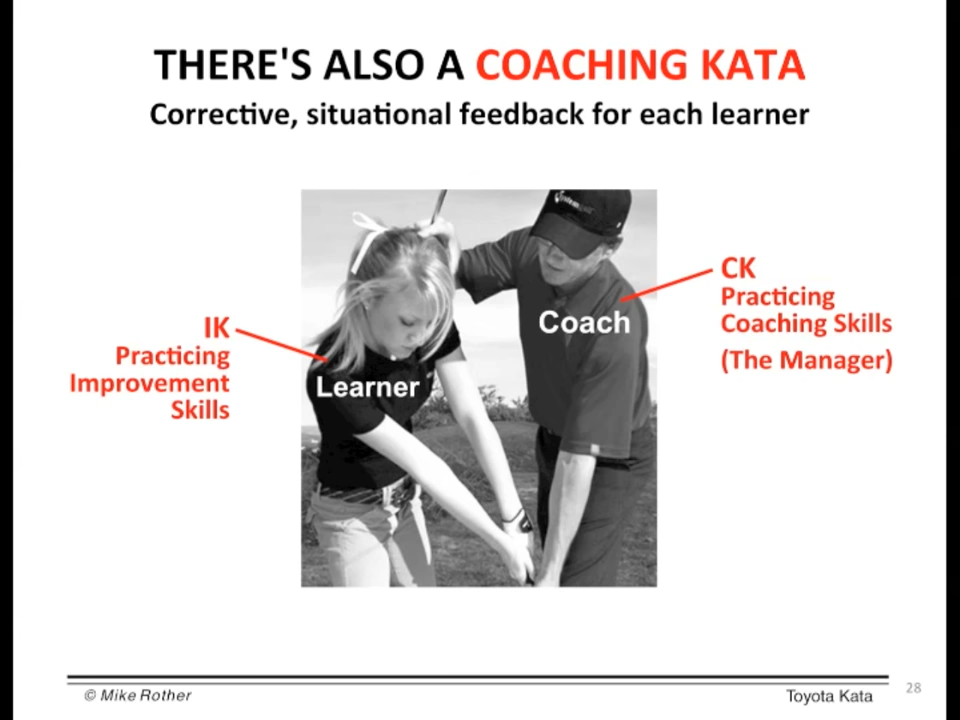 THERE'S ALSO A COACHING KATA
Corrective, situational feedback for each learner
CK
Practicing
Coaching Skills
(The Manager)
Coach
IK
Practicing
Improvement
Skills
Learner
© Mike Rother
Toyota Kata
28